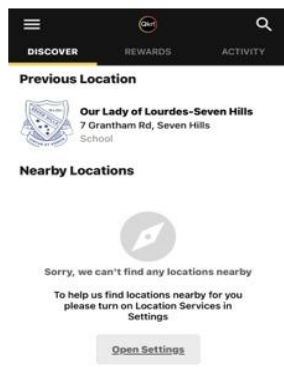 Qkr!
DISCOVER REWARDS ACTIVITY
Previous Location
Our Lady of Lourdes-Seven Hills
7 Grantham Rd, Seven Hills
School
Nearby Locations
Sorry, we can't find any locations nearby
To help us find locations nearby for you
please turn on Location Services in
Settings
Open Settings